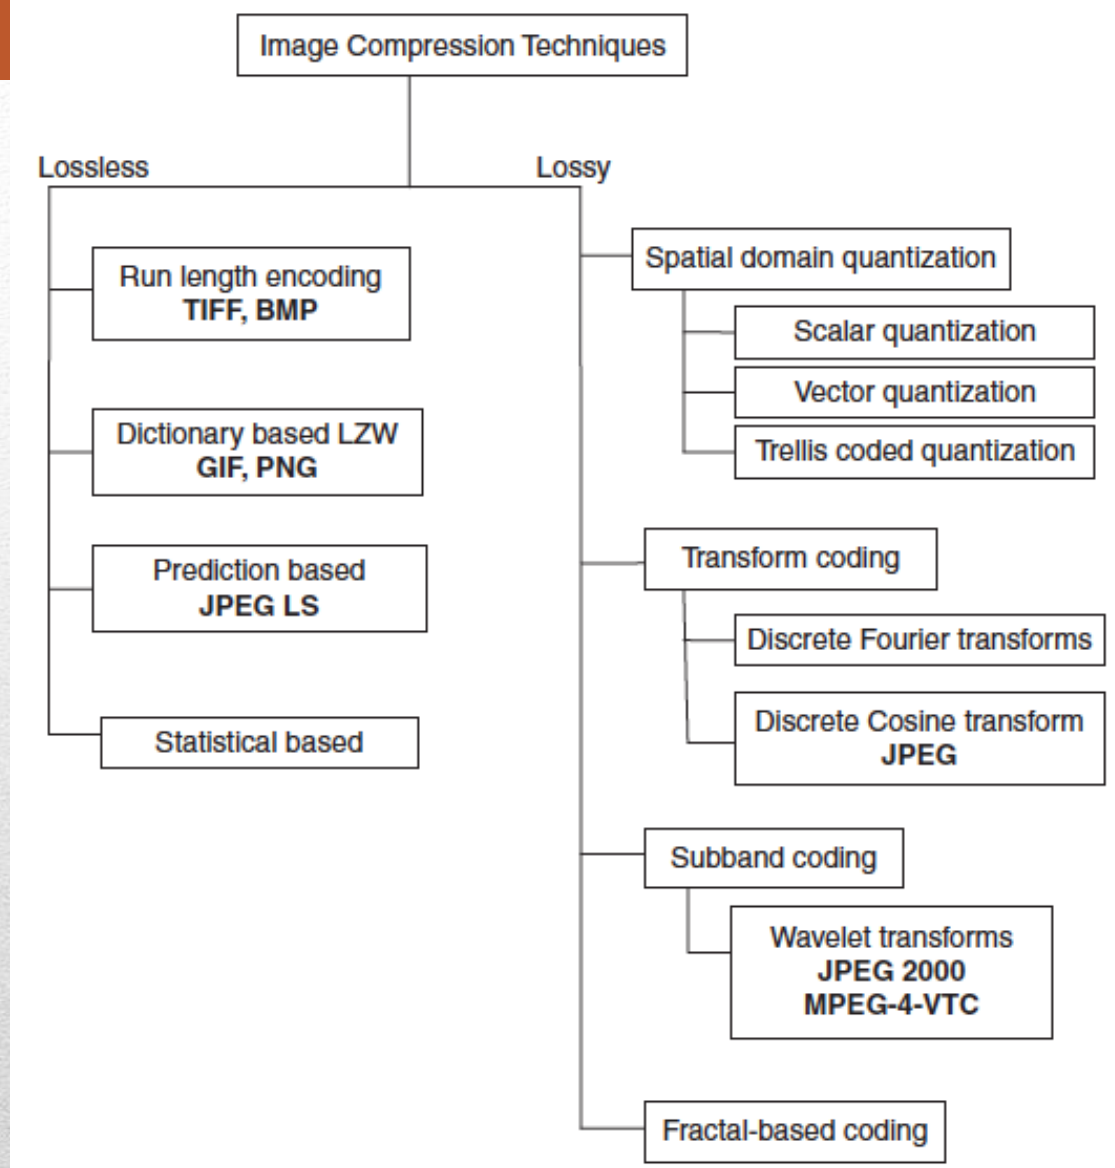 Image Compression Techniques
Lossless
Lossy
Run length encoding
TIFF, BMP
Dictionary based LZW
GIF, PNG
Prediction based
JPEG LS
Statistical based
Spatial domain quantization
Scalar quantization
Vector quantization
Trellis coded quantization
Transform coding
Discrete Fourier transforms
Discrete Cosine transform
JPEG
Subband coding
Wavelet transforms
JPEG 2000
MPEG-4-VTC
Fractal-based coding